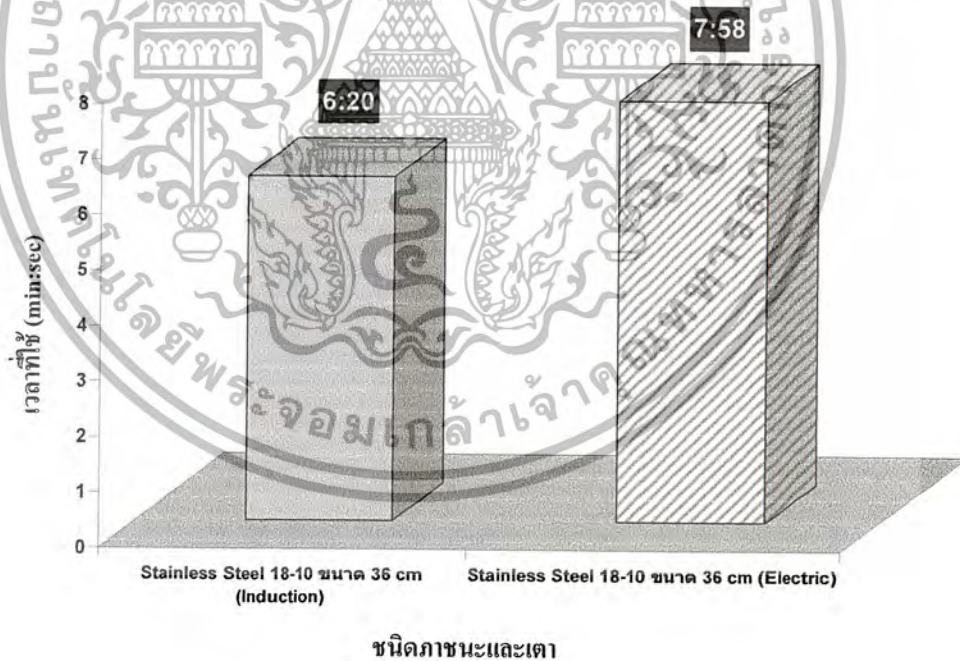 7:58
6:20
8
7
6
5
4
3
2
1
0
เวลาที่ใช้ (min:sec)
Stainless Steel 18-10 ขนาด 36 cm
(Induction)
Stainless Steel 18-10 ขนาด 36 cm (Electric)
ชนิดภาชนะและเตา